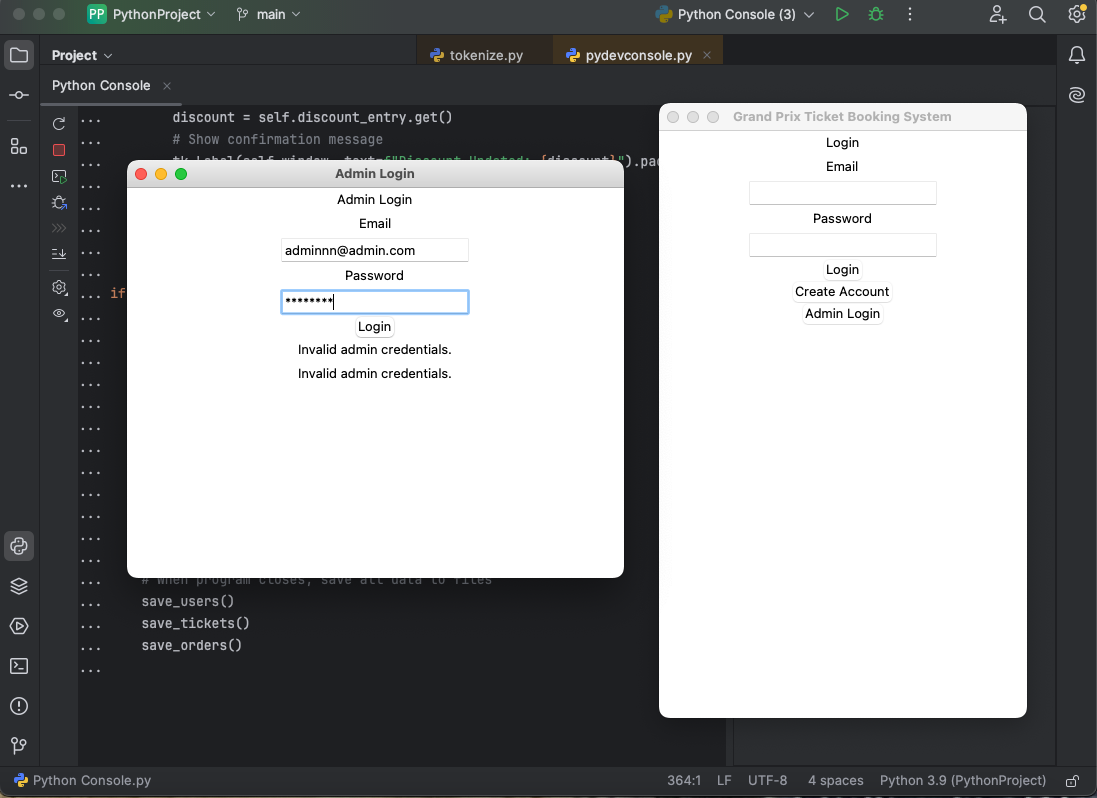 PP PythonProject main Python Console (3)
Project tokenize.py pydevconsole.py
Python Console
... discount = self.discount_entry.get()
... # Show confirmation message
... tk.Label(self.window, text=f"Discount Updated: {discount}").pac
...
...
...
...
...
... if
...
...
...
...
...
...
...
...
...
...
...
...
... # When program closes, save all data to files
... save_users()
... save_tickets()
... save_orders()
...
Admin Login
Admin Login
Email
adminnn@admin.com
Password
********
Login
Invalid admin credentials.
Invalid admin credentials.
Grand Prix Ticket Booking System
Login
Email
Password
Login
Create Account
Admin Login
Python Console.py 364:1 LF UTF-8 4 spaces Python 3.9 (PythonProject)